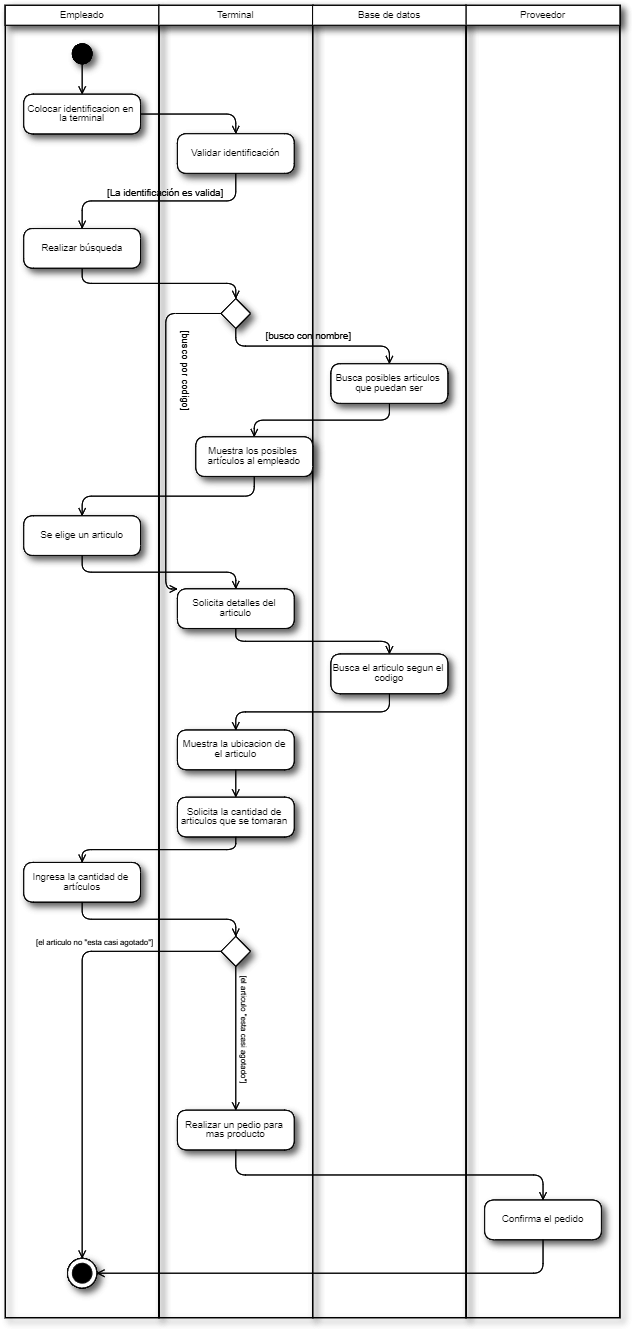 Empleado
Terminal
Base de datos
Proveedor
Colocar identificacion en
la terminal
Validar identificación
[La identificación es valida]
Realizar búsqueda
[busco con nombre]
[busco por codigo]
Busca posibles articulos
que puedan ser
Muestra los posibles
artículos al empleado
Se elige un articulo
Solicita detalles del
articulo
Busca el articulo segun el
codigo
Muestra la ubicacion de
el articulo
Solicita la cantidad de
articulos que se tomaran
Ingresa la cantidad de
artículos
[el articulo no "esta casi agotado"]
[el articulo "esta casi agotado"]
Realizar un pedio para
mas producto
Confirma el pedido